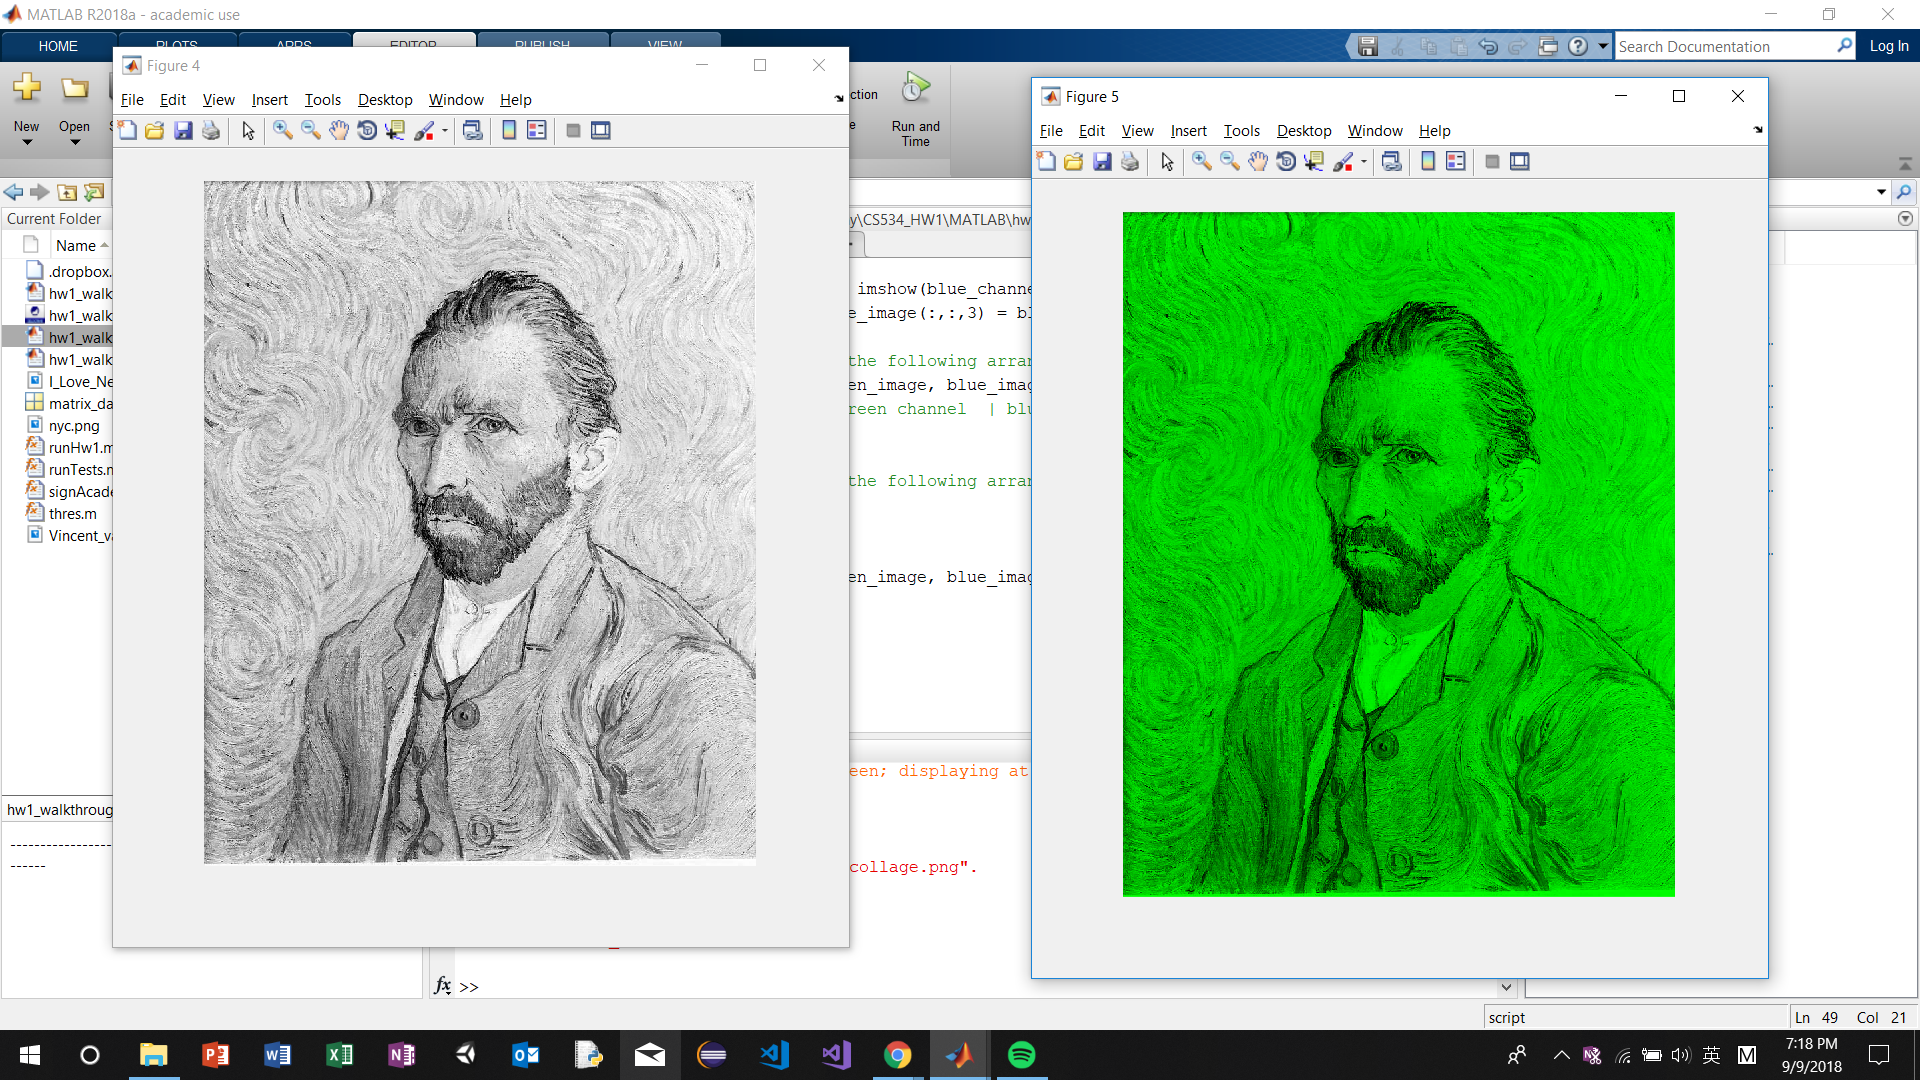 MATLAB R2018a - academic use
HOME PLOTS APPS EDITOR PUBLISH VIEW
Search Documentation
Log In
New
Open
Run and
Time
Current Folder
Name
.dropbox.
hw1_walk
hw1_walk
hw1_walk
hw1_walk
I_Love_Ne
matrix_da
nyc.png
runHw1.m
runTests.n
signAcade
thres.m
Vincent_va
hw1_walkthroug
-----------------
------
Figure 4
File Edit View Insert Tools Desktop Window Help
y\CS534_HW1\MATLAB\hw
imshow(blue_channe
e_image(:,:,3) = bl
the following arran
en_image, blue_imag
reen channel | blu
the following arran
en_image, blue_imag
een; displaying at
collage.png".
fx >>
Figure 5
File Edit View Insert Tools Desktop Window Help
script
Ln 49 Col 21
英
M
7:18 PM
9/9/2018